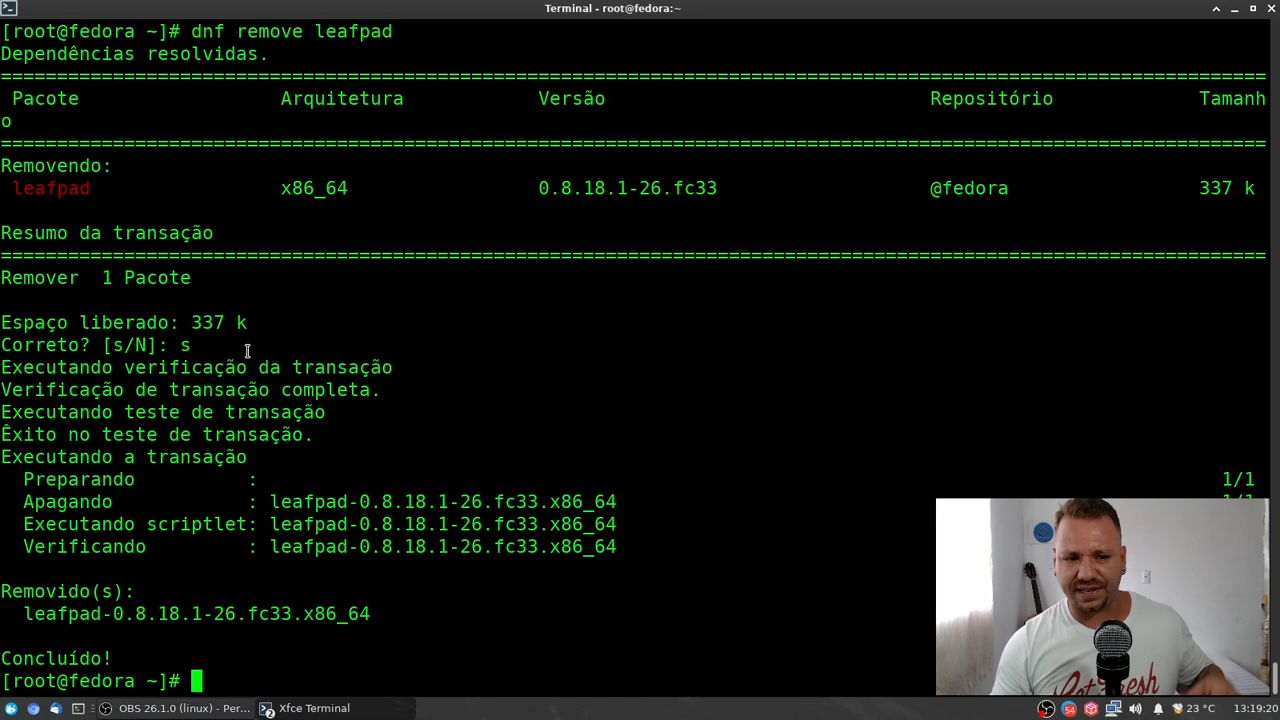 Terminal - root@fedora:~
[root@fedora ~]# dnf remove leafpad
Dependências resolvidas.
================================================================================
Pacote Arquitetura Versão Repositório Tamanh
o
================================================================================
Removendo:
leafpad x86_64 0.8.18.1-26.fc33 @fedora 337 k
Resumo da transação
================================================================================
Remover 1 Pacote
Espaço liberado: 337 k
Correto? [s/N]: s
Executando verificação da transação
Verificação de transação completa.
Executando teste de transação
Êxito no teste de transação.
Executando a transação
Preparando : 1/1
Apagando : leafpad-0.8.18.1-26.fc33.x86_64
Executando scriptlet: leafpad-0.8.18.1-26.fc33.x86_64
Verificando : leafpad-0.8.18.1-26.fc33.x86_64
Removido(s):
leafpad-0.8.18.1-26.fc33.x86_64
Concluído!
[root@fedora ~]#
OBS 26.1.0 (linux) - Per... 2 Xfce Terminal 54 23 °C 13:19:20